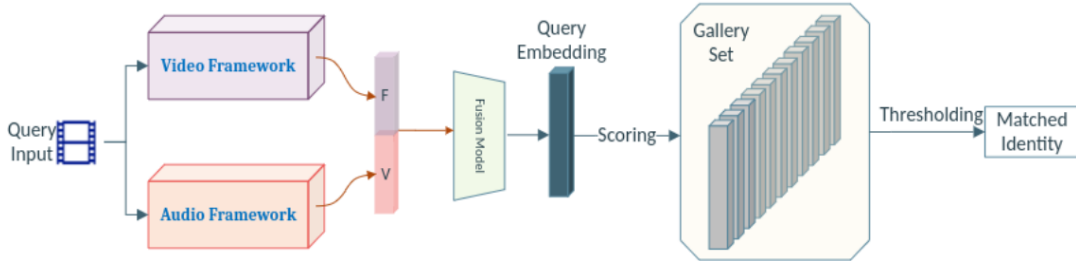 Query
Input
Video Framework
Audio Framework
F
V
Fusion Model
Query
Embedding
Scoring
Gallery
Set
Thresholding
Matched
Identity